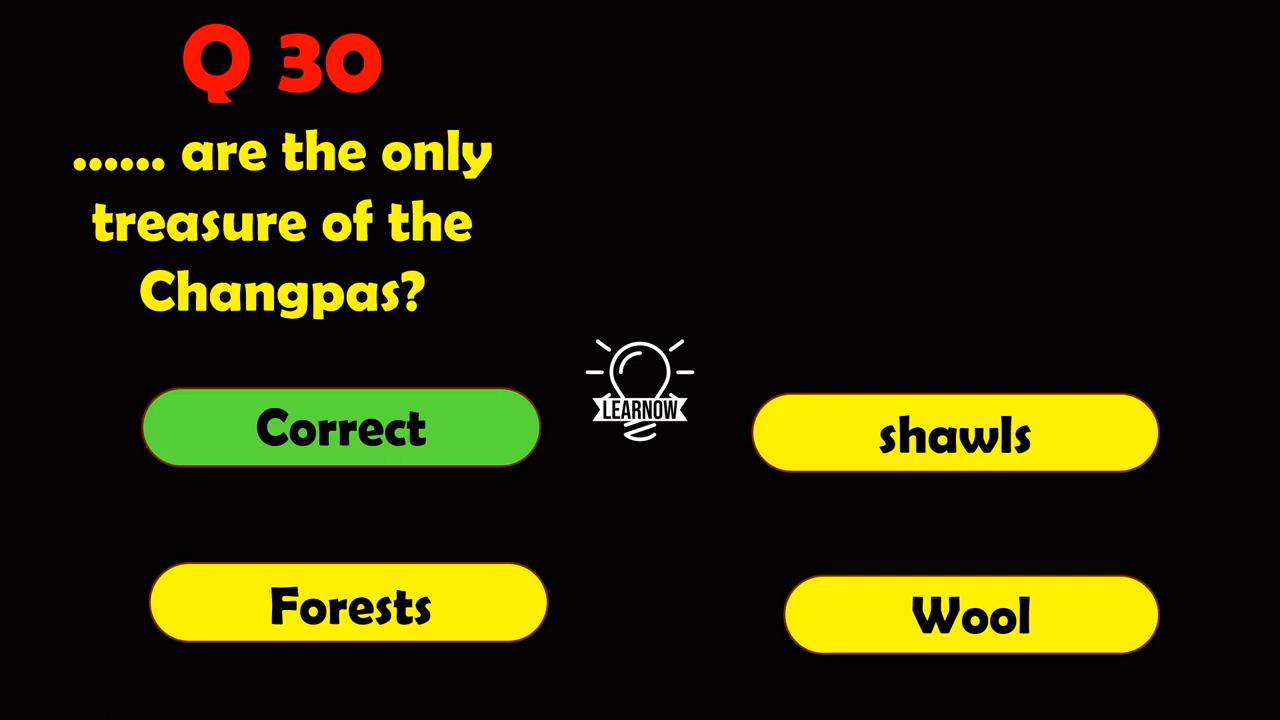 Q 30
...... are the only
treasure of the
Changpas?
Correct
LEARNOW
shawls
Forests
Wool